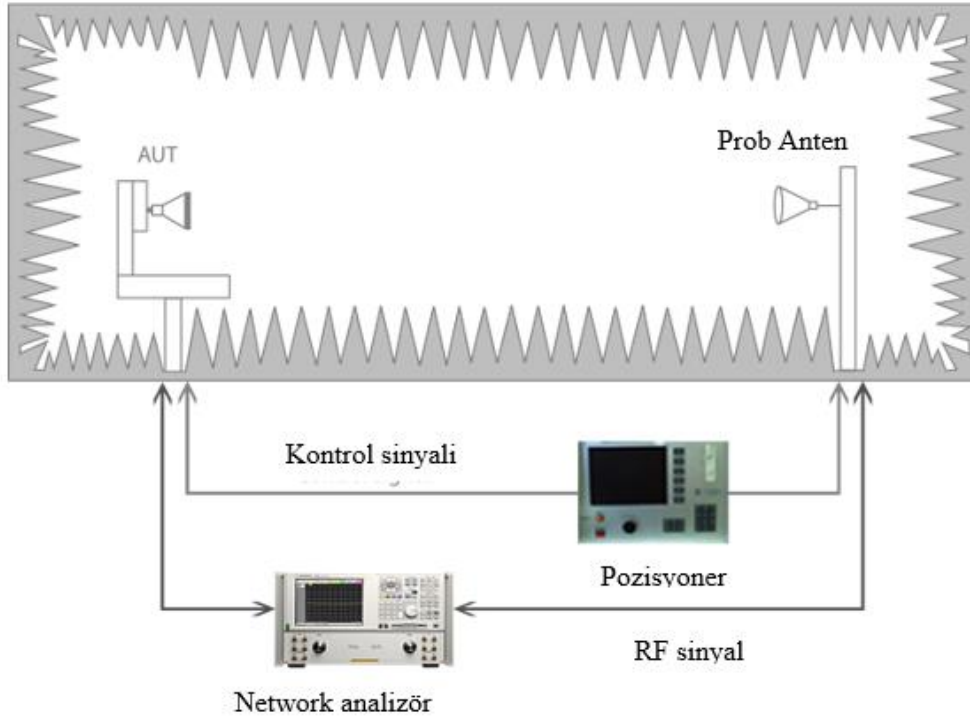 AUT
Prob Anten
Kontrol sinyali
Pozisyoner
RF sinyal
Network analizör